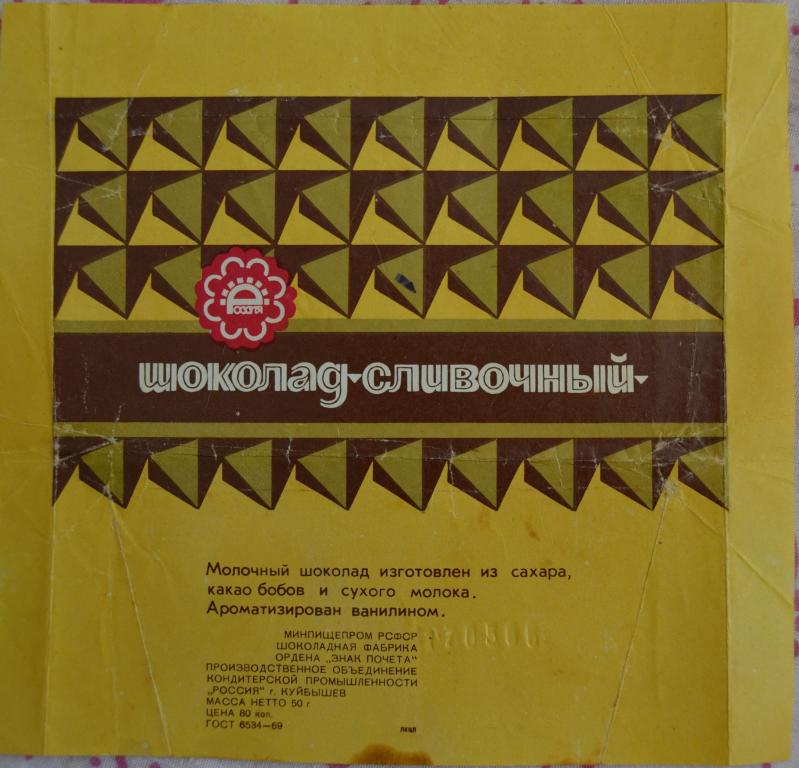 Россия
шоколад-сливочный-
Молочный шоколад изготовлен из сахара,
какао бобов и сухого молока.
Ароматизирован ванилином.
МИНПИЩЕПРОМ РСФСР
ШОКОЛАДНАЯ ФАБРИКА
ОРДЕНА „ЗНАК ПОЧЕТА“
ПРОИЗВОДСТВЕННОЕ ОБЪЕДИНЕНИЕ
КОНДИТЕРСКОЙ ПРОМЫШЛЕННОСТИ
„РОССИЯ“ г. КУЙБЫШЕВ
МАССА НЕТТО 50 г
ЦЕНА 80 коп.
ГОСТ 6534—69